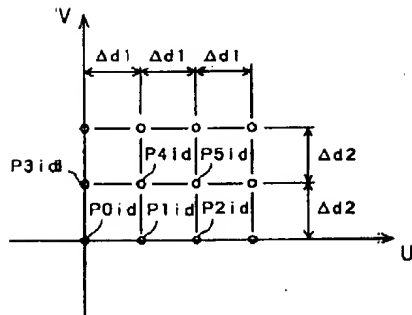 V
Δd1 Δd1 Δd1
P4id P5id
P3id
Δd2
P0id P1id P2id
Δd2
U